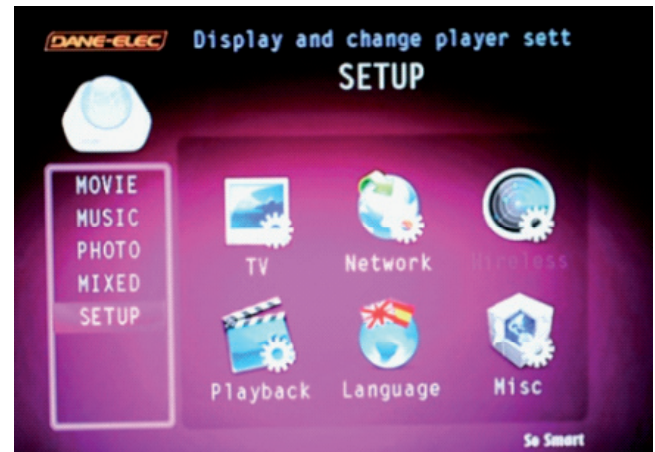 DANE-ELEC
Display and change player sett
SETUP
MOVIE
MUSIC
PHOTO
MIXED
SETUP
TV
Network
Wireless
Playback
Language
Misc
So Smart